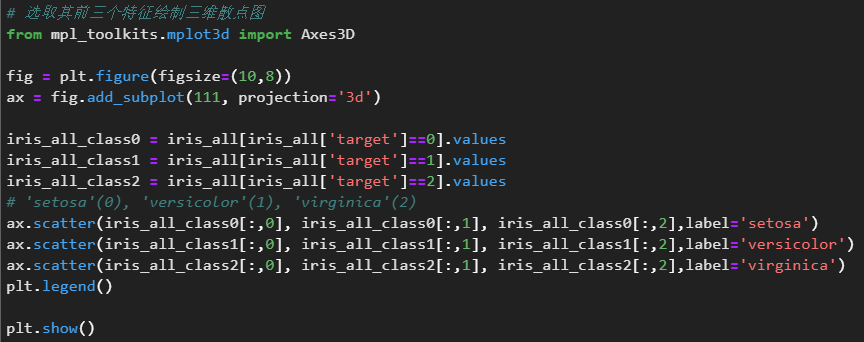 # 选取其前三个特征绘制三维散点图
from mpl_toolkits.mplot3d import Axes3D
fig = plt.figure(figsize=(10,8))
ax = fig.add_subplot(111, projection='3d')
iris_all_class0 = iris_all[iris_all['target']==0].values
iris_all_class1 = iris_all[iris_all['target']==1].values
iris_all_class2 = iris_all[iris_all['target']==2].values
# 'setosa'(0), 'versicolor'(1), 'virginica'(2)
ax.scatter(iris_all_class0[:,0], iris_all_class0[:,1], iris_all_class0[:,2],label='setosa')
ax.scatter(iris_all_class1[:,0], iris_all_class1[:,1], iris_all_class1[:,2],label='versicolor')
ax.scatter(iris_all_class2[:,0], iris_all_class2[:,1], iris_all_class2[:,2],label='virginica')
plt.legend()
plt.show()